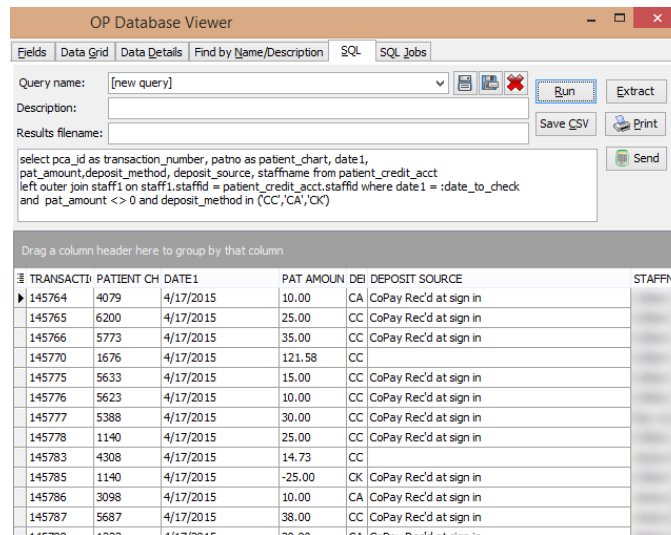 OP Database Viewer
Fields Data Grid Data Details Find by Name/Description SQL SQL Jobs
Query name: [new query] Run Extract
Description:
Results filename: Save CSV Print
select pca_id as transaction_number, patno as patient_chart, date1, Send
pat_amount,deposit_method, deposit_source, staffname from patient_credit_acct
left outer join staff1 on staff1.staffid = patient_credit_acct.staffid where date1 = :date_to_check
and pat_amount <> 0 and deposit_method in ('CC','CA','CK')
Drag a column header here to group by that column
TRANSACTI PATIENT CH DATE1 PAT AMOUN DEI DEPOSIT SOURCE STAFFN
145764 4079 4/17/2015 10.00 CA CoPay Rec'd at sign in
145765 6200 4/17/2015 25.00 CC CoPay Rec'd at sign in
145766 5773 4/17/2015 35.00 CC CoPay Rec'd at sign in
145770 1676 4/17/2015 121.58 CC
145775 5633 4/17/2015 15.00 CC CoPay Rec'd at sign in
145776 5623 4/17/2015 10.00 CC CoPay Rec'd at sign in
145777 5388 4/17/2015 30.00 CC CoPay Rec'd at sign in
145778 1140 4/17/2015 25.00 CC CoPay Rec'd at sign in
145783 4308 4/17/2015 14.73 CC
145785 1140 4/17/2015 -25.00 CK CoPay Rec'd at sign in
145786 3098 4/17/2015 10.00 CA CoPay Rec'd at sign in
145787 5687 4/17/2015 38.00 CC CoPay Rec'd at sign in